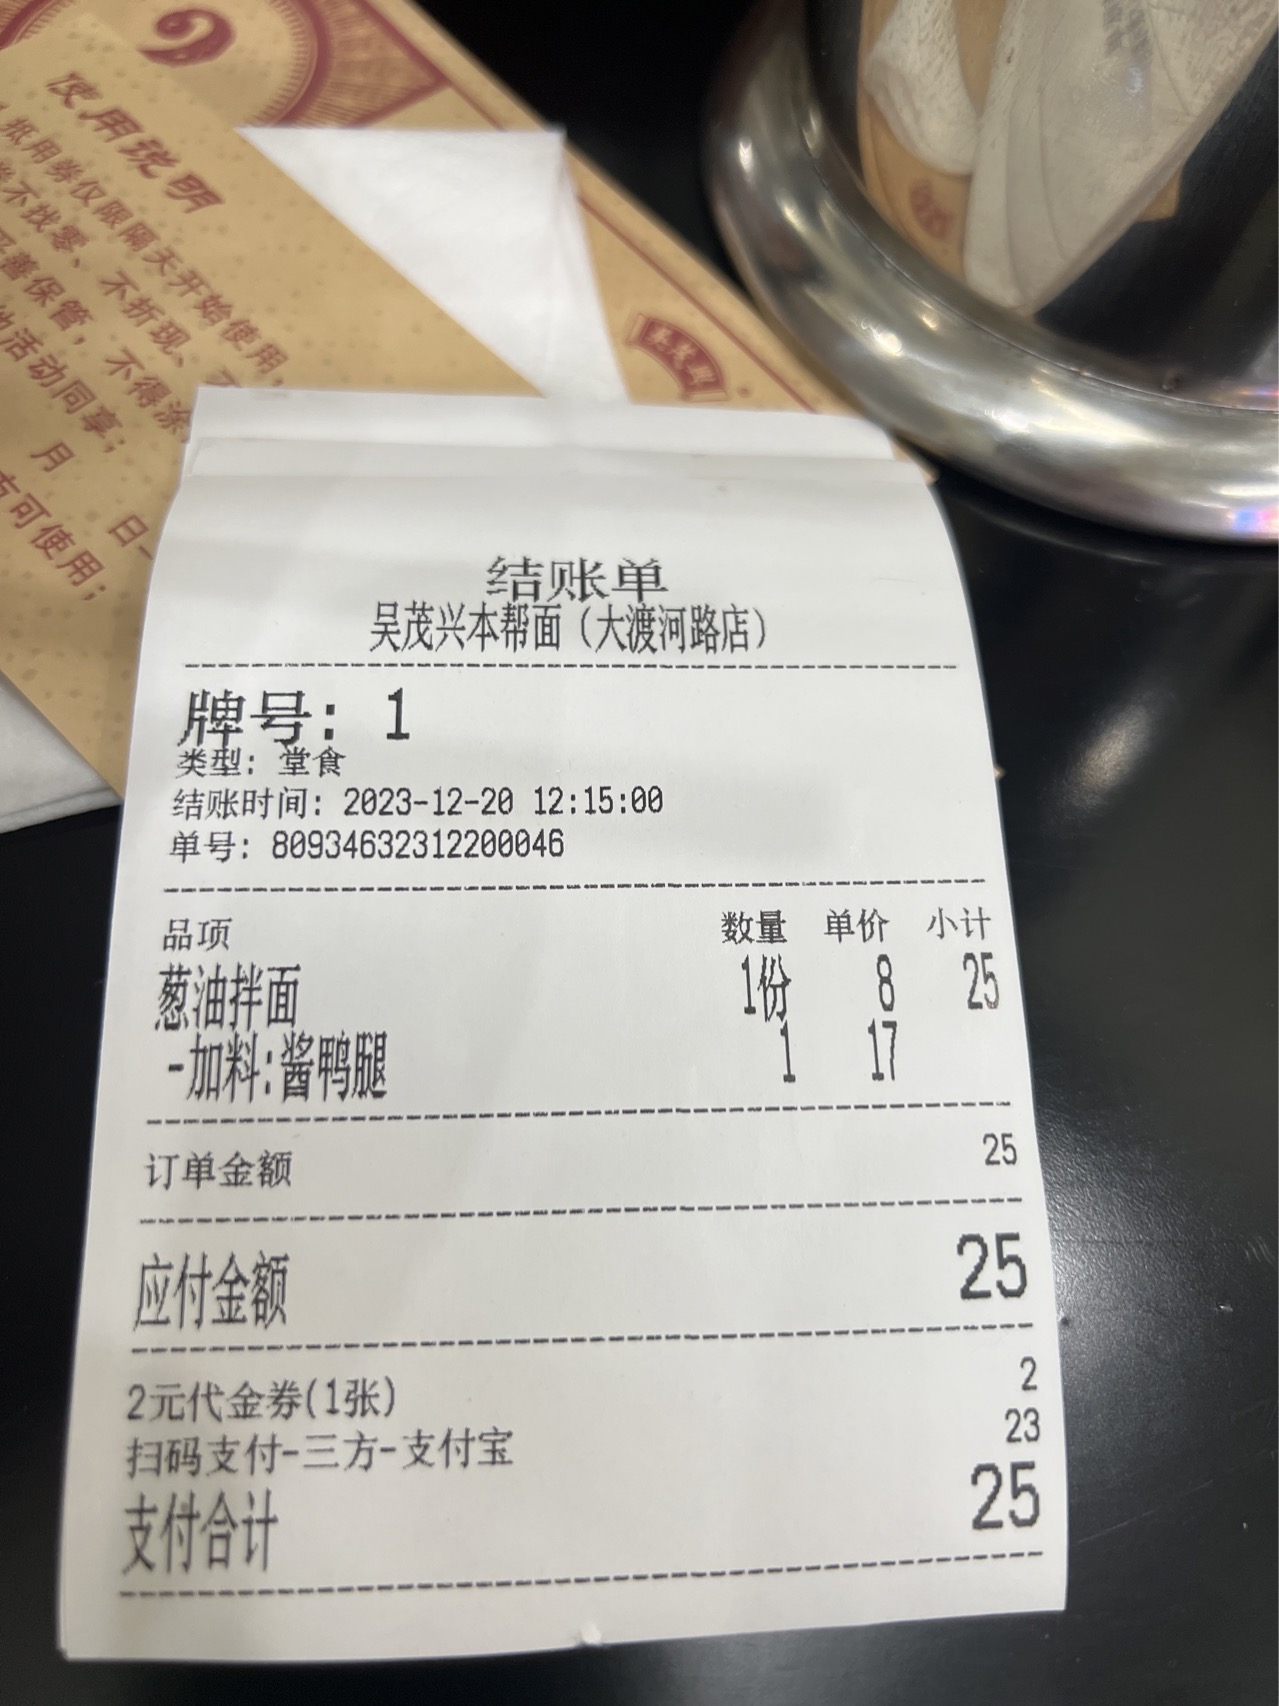 使用说明
抵用券仅限隔天开始使用,
不找零、不折现、
善保管,不得涂
活动同享;
月 日
可使用;
吴茂兴
结账单
吴茂兴本帮面(大渡河路店)
牌号: 1
类型: 堂食
结账时间: 2023-12-20 12:15:00
单号: 80934632312200046
品项 数量 单价 小计
葱油拌面 1份 8 25
-加料:酱鸭腿 1 17
订单金额 25
应付金额 25
2元代金券(1张) 2
扫码支付-三方-支付宝 23
支付合计 25